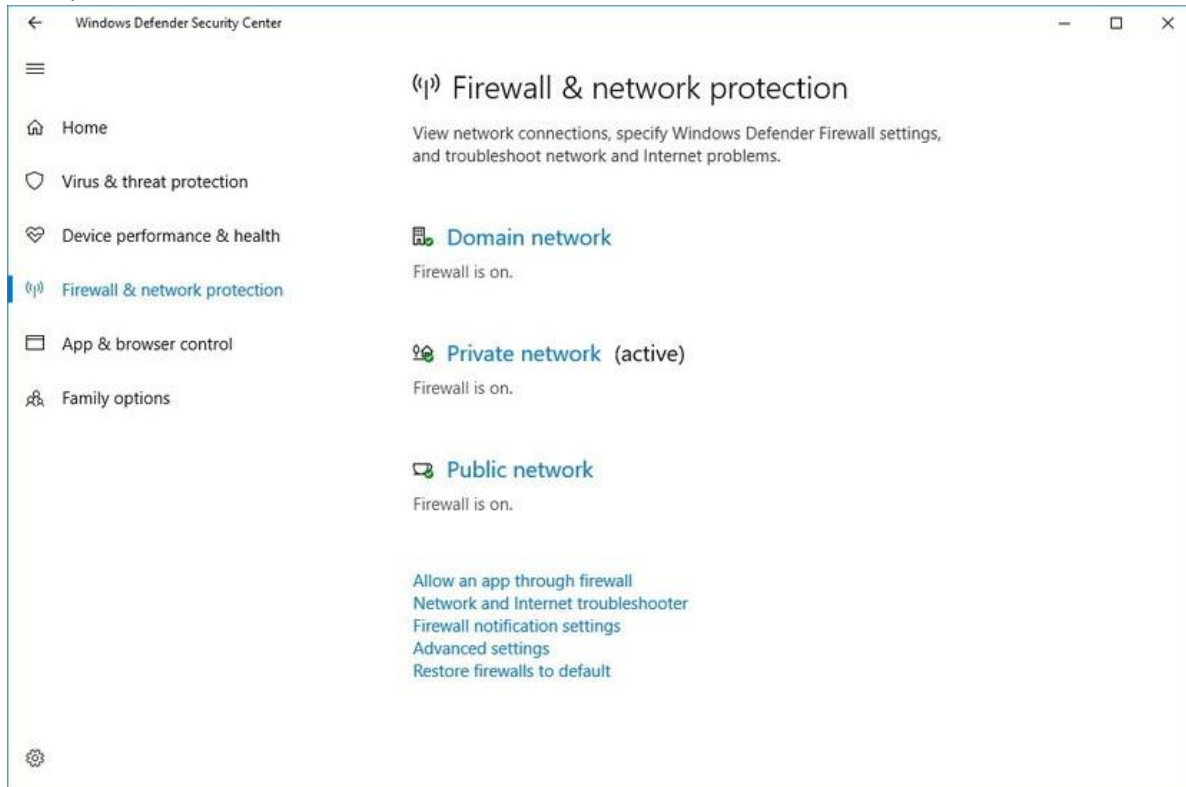 Windows Defender Security Center
Home
Virus & threat protection
Device performance & health
Firewall & network protection
App & browser control
Family options
Firewall & network protection
View network connections, specify Windows Defender Firewall settings,
and troubleshoot network and Internet problems.
Domain network
Firewall is on.
Private network (active)
Firewall is on.
Public network
Firewall is on.
Allow an app through firewall
Network and Internet troubleshooter
Firewall notification settings
Advanced settings
Restore firewalls to default